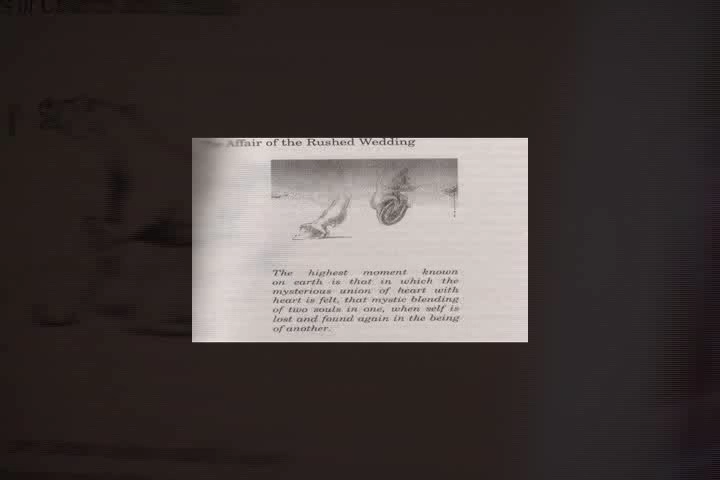 Affair of the Rushed Wedding
The highest moment known
on earth is that in which the
mysterious union of heart with
heart is felt, that mystic blending
of two souls in one, when self is
lost and found again in the being
of another.